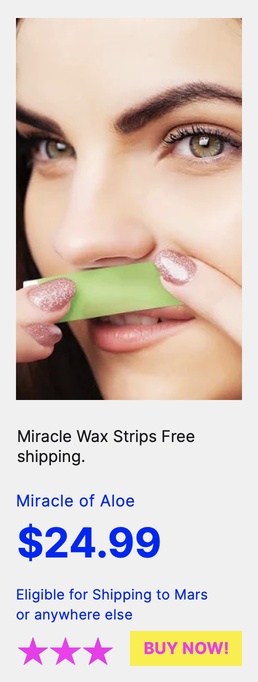 Miracle Wax Strips Free
shipping.
Miracle of Aloe
$24.99
Eligible for Shipping to Mars
or anywhere else
BUY NOW!